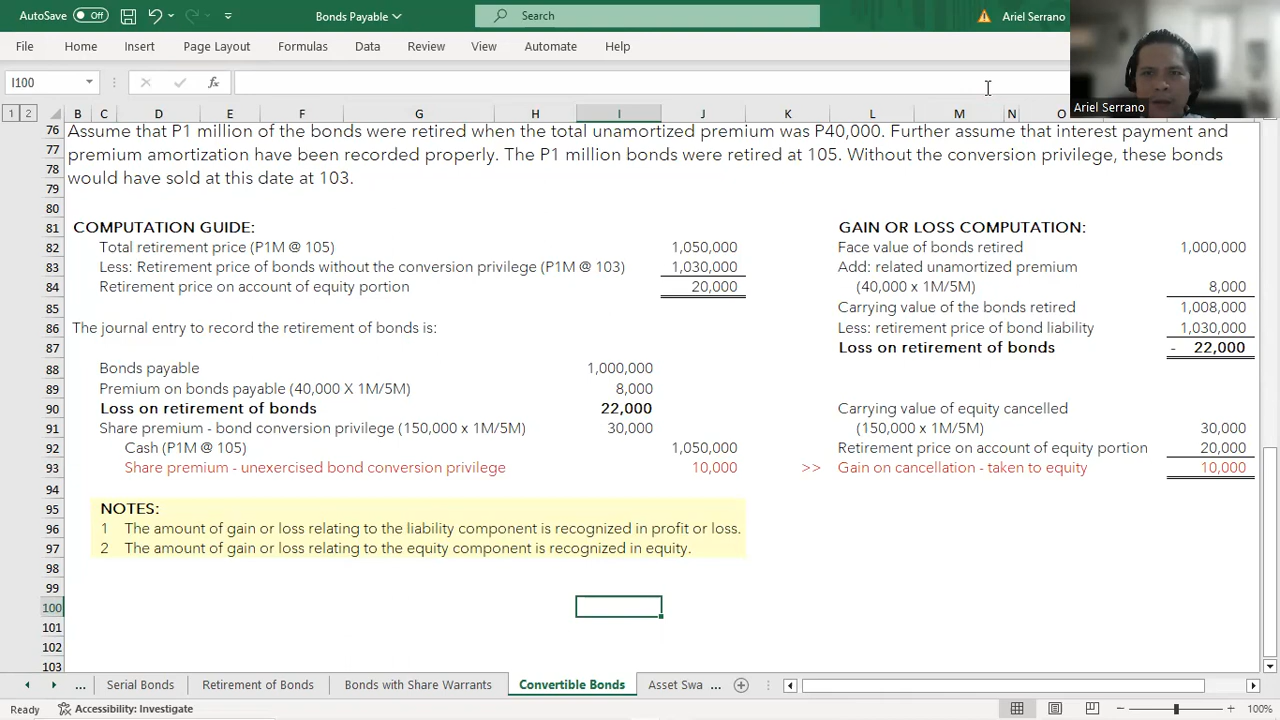 AutoSave Off Bonds Payable Search Ariel Serrano
File Home Insert Page Layout Formulas Data Review View Automate Help
I100 fx
Ariel Serrano
1 2 B C D E F G H I J K L M N O
76 Assume that P1 million of the bonds were retired when the total unamortized premium was P40,000. Further assume that interest payment and
77 premium amortization have been recorded properly. The P1 million bonds were retired at 105. Without the conversion privilege, these bonds
78 would have sold at this date at 103.
79
80
81 COMPUTATION GUIDE: GAIN OR LOSS COMPUTATION:
82 Total retirement price (P1M @ 105) 1,050,000 Face value of bonds retired 1,000,000
83 Less: Retirement price of bonds without the conversion privilege (P1M @ 103) 1,030,000 Add: related unamortized premium
84 Retirement price on account of equity portion 20,000 (40,000 x 1M/5M) 8,000
85 Carrying value of the bonds retired 1,008,000
86 The journal entry to record the retirement of bonds is: Less: retirement price of bond liability 1,030,000
87 Loss on retirement of bonds - 22,000
88 Bonds payable 1,000,000
89 Premium on bonds payable (40,000 X 1M/5M) 8,000
90 Loss on retirement of bonds 22,000 Carrying value of equity cancelled
91 Share premium - bond conversion privilege (150,000 x 1M/5M) 30,000 (150,000 x 1M/5M) 30,000
92 Cash (P1M @ 105) 1,050,000 Retirement price on account of equity portion 20,000
93 Share premium - unexercised bond conversion privilege 10,000 >> Gain on cancellation - taken to equity 10,000
94
95 NOTES:
96 1 The amount of gain or loss relating to the liability component is recognized in profit or loss.
97 2 The amount of gain or loss relating to the equity component is recognized in equity.
98
99
100
101
102
103
... Serial Bonds Retirement of Bonds Bonds with Share Warrants Convertible Bonds Asset Swa ...
Ready Accessibility: Investigate 100%